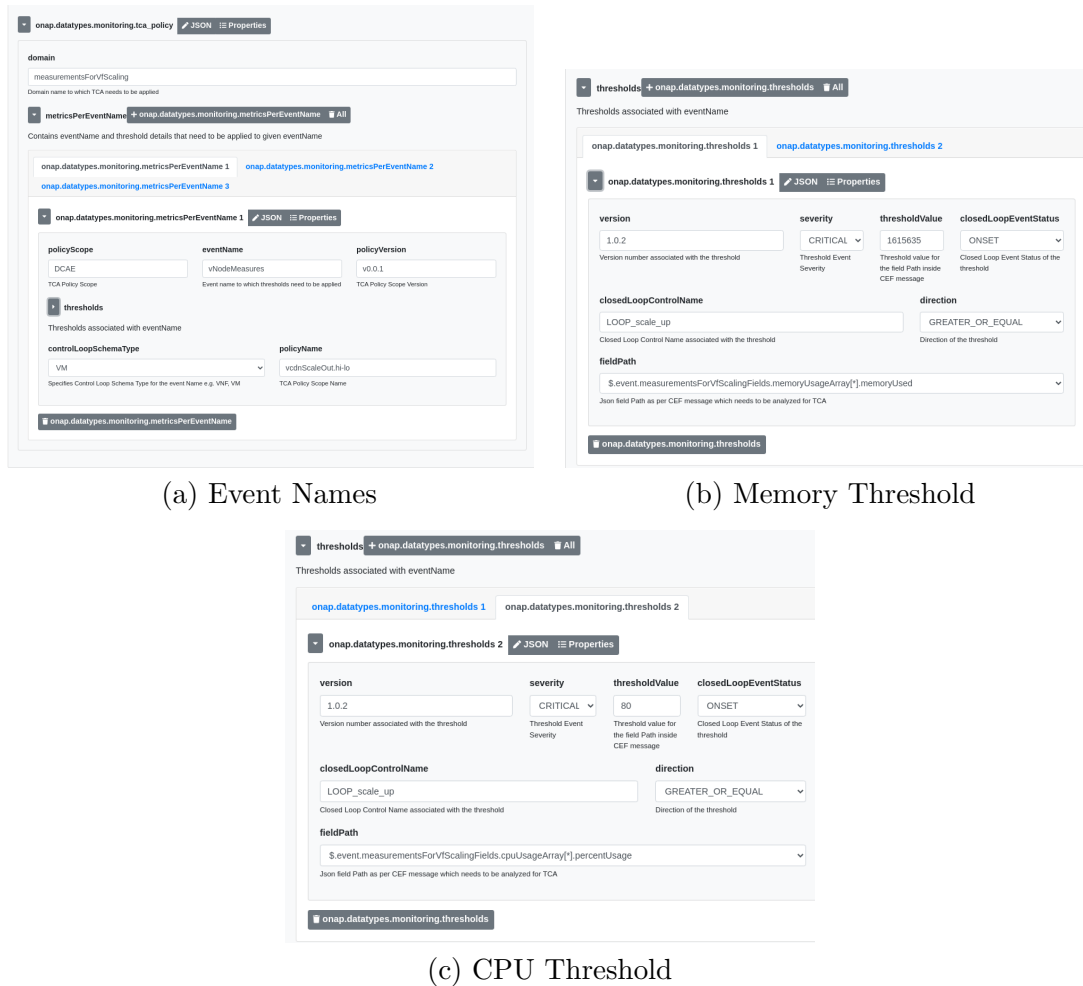 onap.datatypes.monitoring.tca_policy JSON Properties
domain
measurementsForVfScaling
Domain name to which TCA needs to be applied
metricsPerEventName + onap.datatypes.monitoring.metricsPerEventName All
Contains eventName and threshold details that need to be applied to given eventName
onap.datatypes.monitoring.metricsPerEventName 1 onap.datatypes.monitoring.metricsPerEventName 2
onap.datatypes.monitoring.metricsPerEventName 3
onap.datatypes.monitoring.metricsPerEventName 1 JSON Properties
policyScope eventName policyVersion
DCAE vNodeMeasures v0.0.1
TCA Policy Scope Event name to which thresholds need to be applied TCA Policy Scope Version
thresholds
Thresholds associated with eventName
controlLoopSchemaType policyName
VM vcdnScaleOut.hi-lo
Specifies Control Loop Schema Type for the event Name e.g. VNF, VM TCA Policy Scope Name
onap.datatypes.monitoring.metricsPerEventName
(a) Event Names
thresholds + onap.datatypes.monitoring.thresholds All
Thresholds associated with eventName
onap.datatypes.monitoring.thresholds 1 onap.datatypes.monitoring.thresholds 2
onap.datatypes.monitoring.thresholds 1 JSON Properties
version severity thresholdValue closedLoopEventStatus
1.0.2 CRITICAL 1615635 ONSET
Version number associated with the threshold Threshold Event Threshold value for Closed Loop Event Status of the
Severity the field Path inside threshold
CEF message
closedLoopControlName direction
LOOP_scale_up GREATER_OR_EQUAL
Closed Loop Control Name associated with the threshold Direction of the threshold
fieldPath
$.event.measurementsForVfScalingFields.memoryUsageArray[*].memoryUsed
Json field Path as per CEF message which needs to be analyzed for TCA
onap.datatypes.monitoring.thresholds
(b) Memory Threshold
thresholds + onap.datatypes.monitoring.thresholds All
Thresholds associated with eventName
onap.datatypes.monitoring.thresholds 1 onap.datatypes.monitoring.thresholds 2
onap.datatypes.monitoring.thresholds 2 JSON Properties
version severity thresholdValue closedLoopEventStatus
1.0.2 CRITICAL 80 ONSET
Version number associated with the threshold Threshold Event Threshold value for Closed Loop Event Status of the
Severity the field Path inside threshold
CEF message
closedLoopControlName direction
LOOP_scale_up GREATER_OR_EQUAL
Closed Loop Control Name associated with the threshold Direction of the threshold
fieldPath
$.event.measurementsForVfScalingFields.cpuUsageArray[*].percentUsage
Json field Path as per CEF message which needs to be analyzed for TCA
onap.datatypes.monitoring.thresholds
(c) CPU Threshold